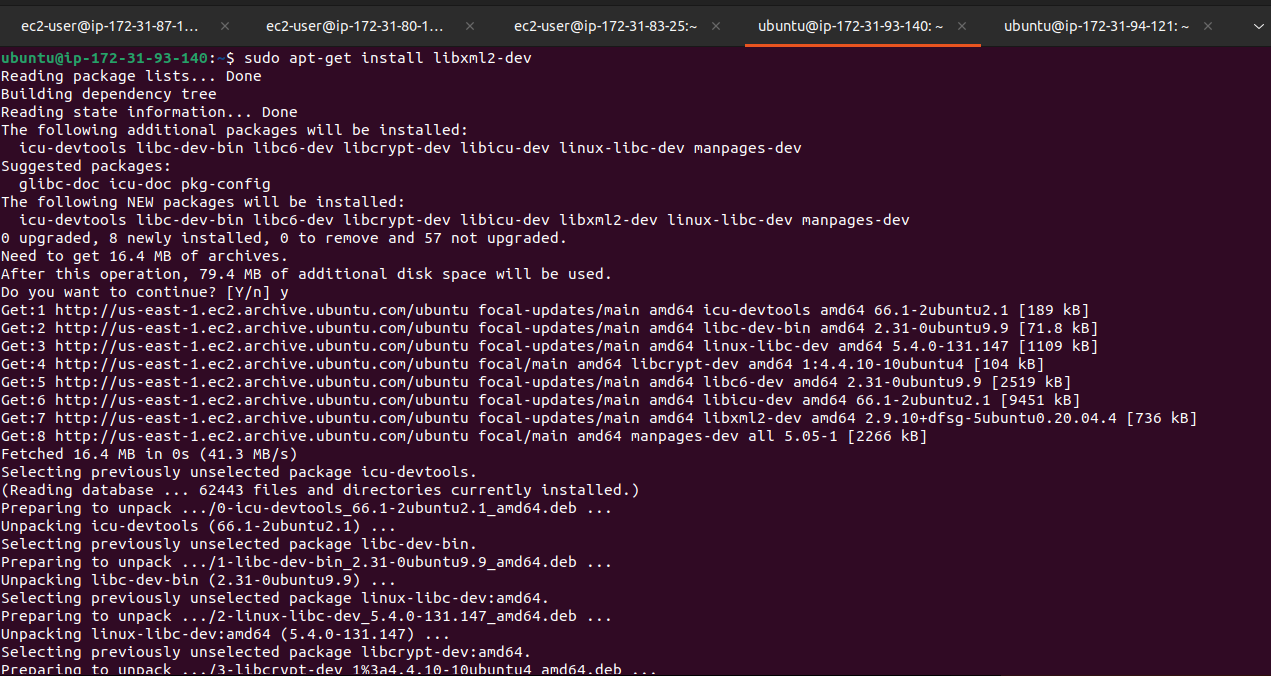 ec2-user@ip-172-31-87-1... × ec2-user@ip-172-31-80-1... × ec2-user@ip-172-31-83-25:~ × ubuntu@ip-172-31-93-140: ~ × ubuntu@ip-172-31-94-121: ~ ×
ubuntu@ip-172-31-93-140:~$ sudo apt-get install libxml2-dev
Reading package lists... Done
Building dependency tree
Reading state information... Done
The following additional packages will be installed:
  icu-devtools libc-dev-bin libc6-dev libcrypt-dev libicu-dev linux-libc-dev manpages-dev
Suggested packages:
  glibc-doc icu-doc pkg-config
The following NEW packages will be installed:
  icu-devtools libc-dev-bin libc6-dev libcrypt-dev libicu-dev libxml2-dev linux-libc-dev manpages-dev
0 upgraded, 8 newly installed, 0 to remove and 57 not upgraded.
Need to get 16.4 MB of archives.
After this operation, 79.4 MB of additional disk space will be used.
Do you want to continue? [Y/n] y
Get:1 http://us-east-1.ec2.archive.ubuntu.com/ubuntu focal-updates/main amd64 icu-devtools amd64 66.1-2ubuntu2.1 [189 kB]
Get:2 http://us-east-1.ec2.archive.ubuntu.com/ubuntu focal-updates/main amd64 libc-dev-bin amd64 2.31-0ubuntu9.9 [71.8 kB]
Get:3 http://us-east-1.ec2.archive.ubuntu.com/ubuntu focal-updates/main amd64 linux-libc-dev amd64 5.4.0-131.147 [1109 kB]
Get:4 http://us-east-1.ec2.archive.ubuntu.com/ubuntu focal/main amd64 libcrypt-dev amd64 1:4.4.10-10ubuntu4 [104 kB]
Get:5 http://us-east-1.ec2.archive.ubuntu.com/ubuntu focal-updates/main amd64 libc6-dev amd64 2.31-0ubuntu9.9 [2519 kB]
Get:6 http://us-east-1.ec2.archive.ubuntu.com/ubuntu focal-updates/main amd64 libicu-dev amd64 66.1-2ubuntu2.1 [9451 kB]
Get:7 http://us-east-1.ec2.archive.ubuntu.com/ubuntu focal-updates/main amd64 libxml2-dev amd64 2.9.10+dfsg-5ubuntu0.20.04.4 [736 kB]
Get:8 http://us-east-1.ec2.archive.ubuntu.com/ubuntu focal/main amd64 manpages-dev all 5.05-1 [2266 kB]
Fetched 16.4 MB in 0s (41.3 MB/s)
Selecting previously unselected package icu-devtools.
(Reading database ... 62443 files and directories currently installed.)
Preparing to unpack .../0-icu-devtools_66.1-2ubuntu2.1_amd64.deb ...
Unpacking icu-devtools (66.1-2ubuntu2.1) ...
Selecting previously unselected package libc-dev-bin.
Preparing to unpack .../1-libc-dev-bin_2.31-0ubuntu9.9_amd64.deb ...
Unpacking libc-dev-bin (2.31-0ubuntu9.9) ...
Selecting previously unselected package linux-libc-dev:amd64.
Preparing to unpack .../2-linux-libc-dev_5.4.0-131.147_amd64.deb ...
Unpacking linux-libc-dev:amd64 (5.4.0-131.147) ...
Selecting previously unselected package libcrypt-dev:amd64.
Preparing to unpack .../3-libcrypt-dev_1%3a4.4.10-10ubuntu4_amd64.deb ...